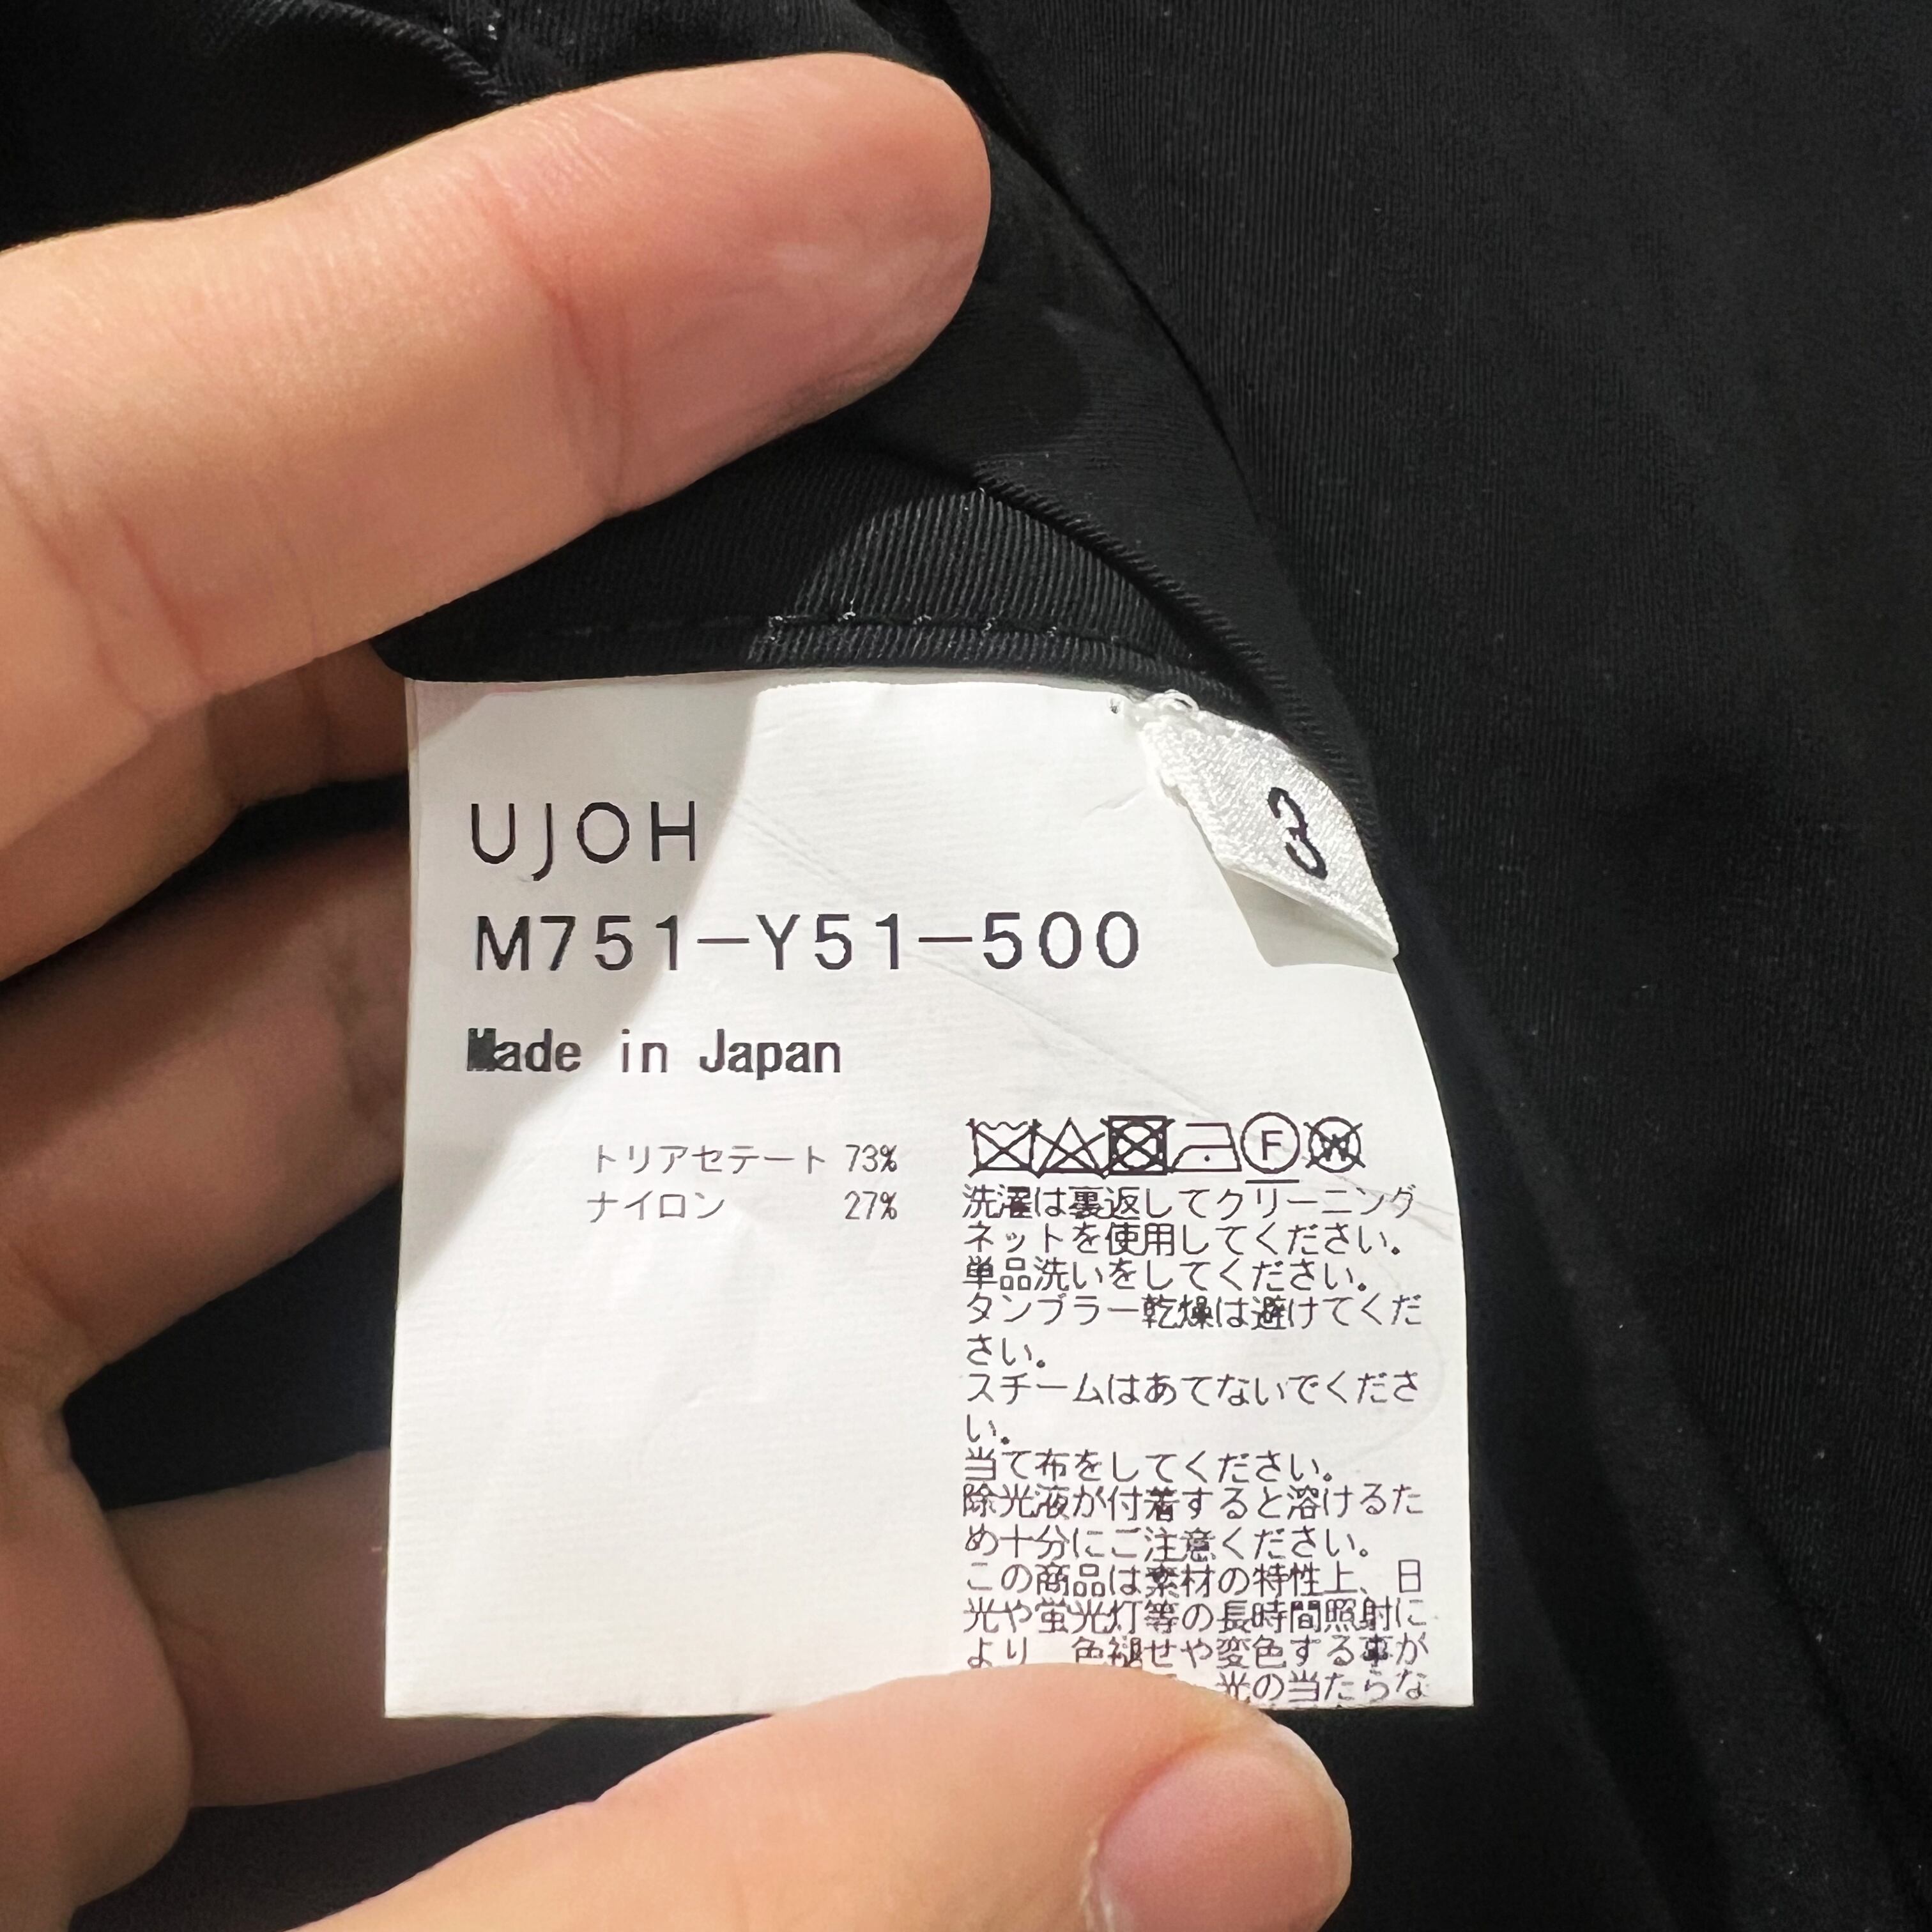 UJOH
3
M751-Y51-500
Made in Japan
トリアセテート 73%
ナイロン 27%
F
W
洗濯は裏返してクリーニング
ネットを使用してください。
単品洗いをしてください。
タンブラー乾燥は避けてくだ
さい。
スチームはあてないでくださ
い。
当て布をしてください。
除光液が付着すると溶けるた
め十分にご注意ください。
この商品は素材の特性上、日
光や蛍光灯等の長時間照射に
より 色褪せや変色する事が
光の当たらな